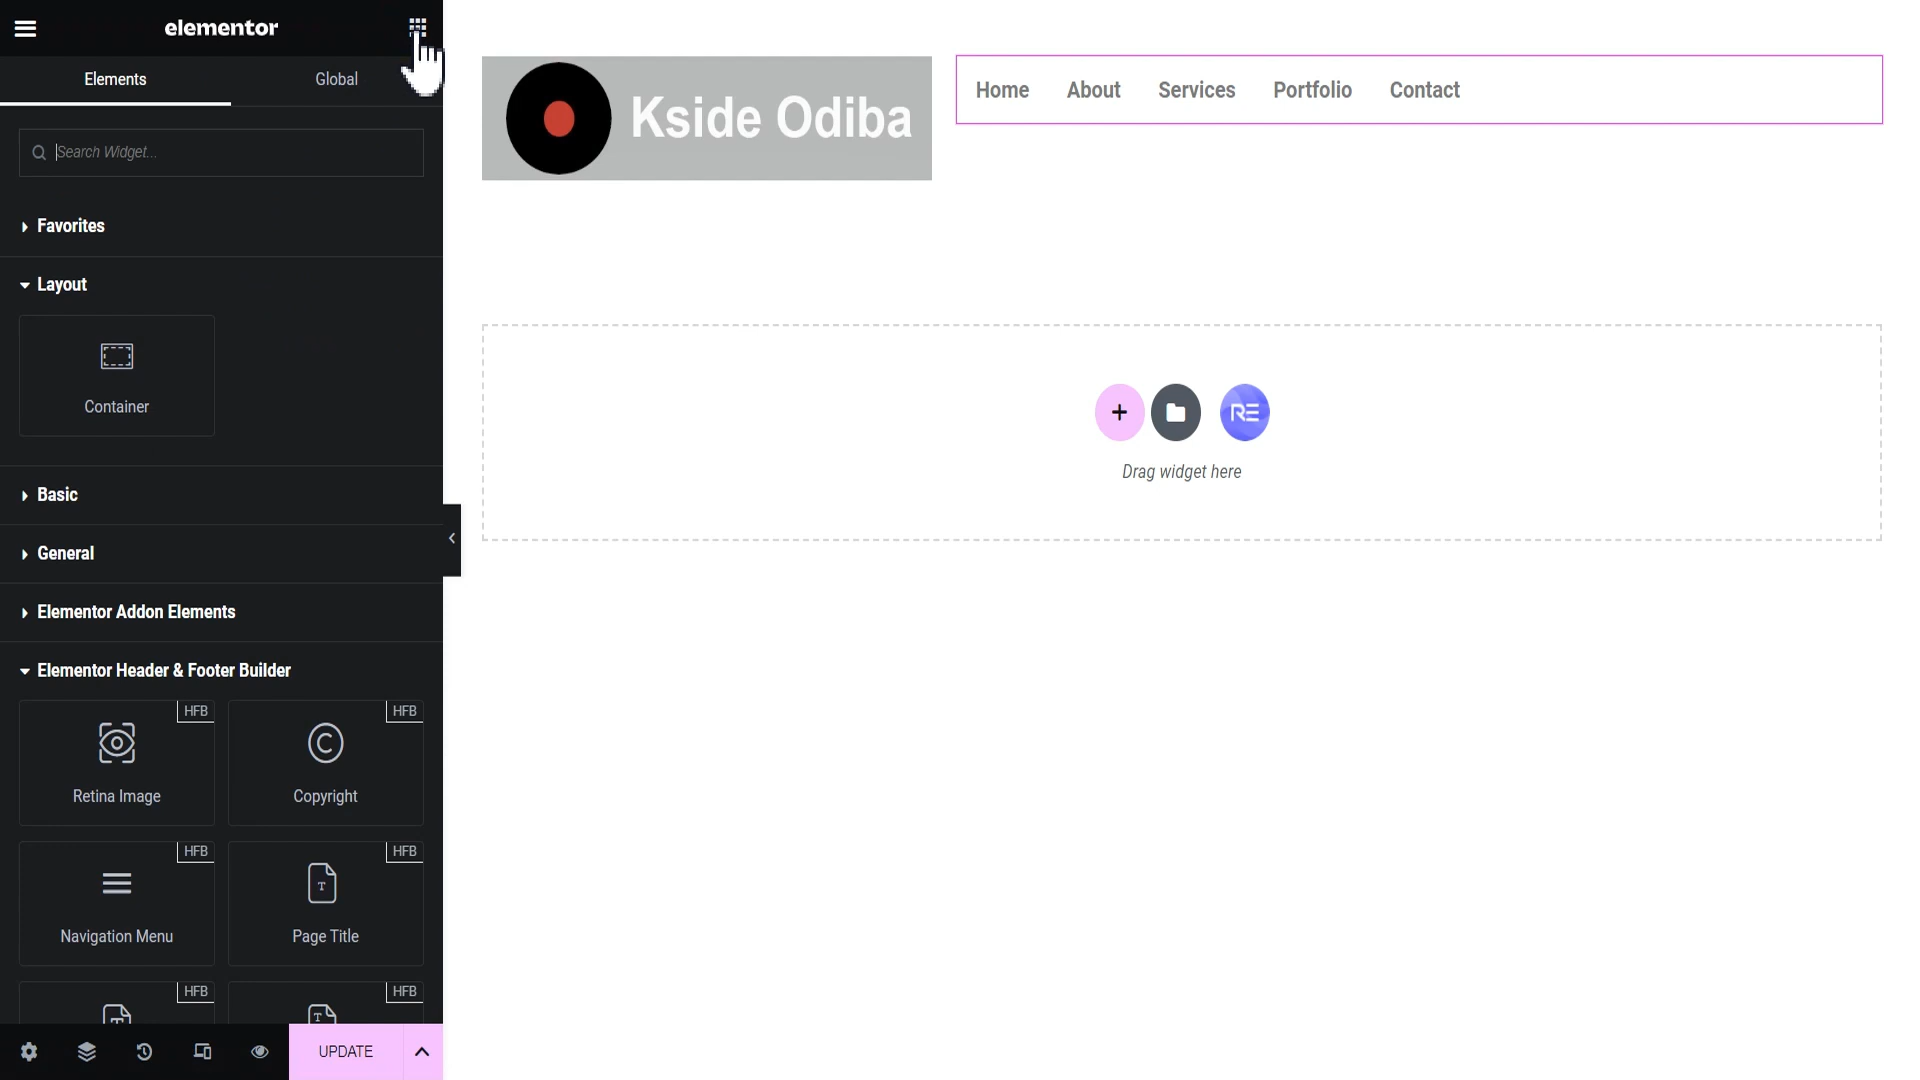 elementor
Elements
Global
Search Widget...
Favorites
Layout
Container
Basic
General
Elementor Addon Elements
Elementor Header & Footer Builder
HFB
HFB
Retina Image
Copyright
HFB
HFB
Navigation Menu
Page Title
HFB
HFB
UPDATE
Kside Odiba
Home
About
Services
Portfolio
Contact
RE
Drag widget here